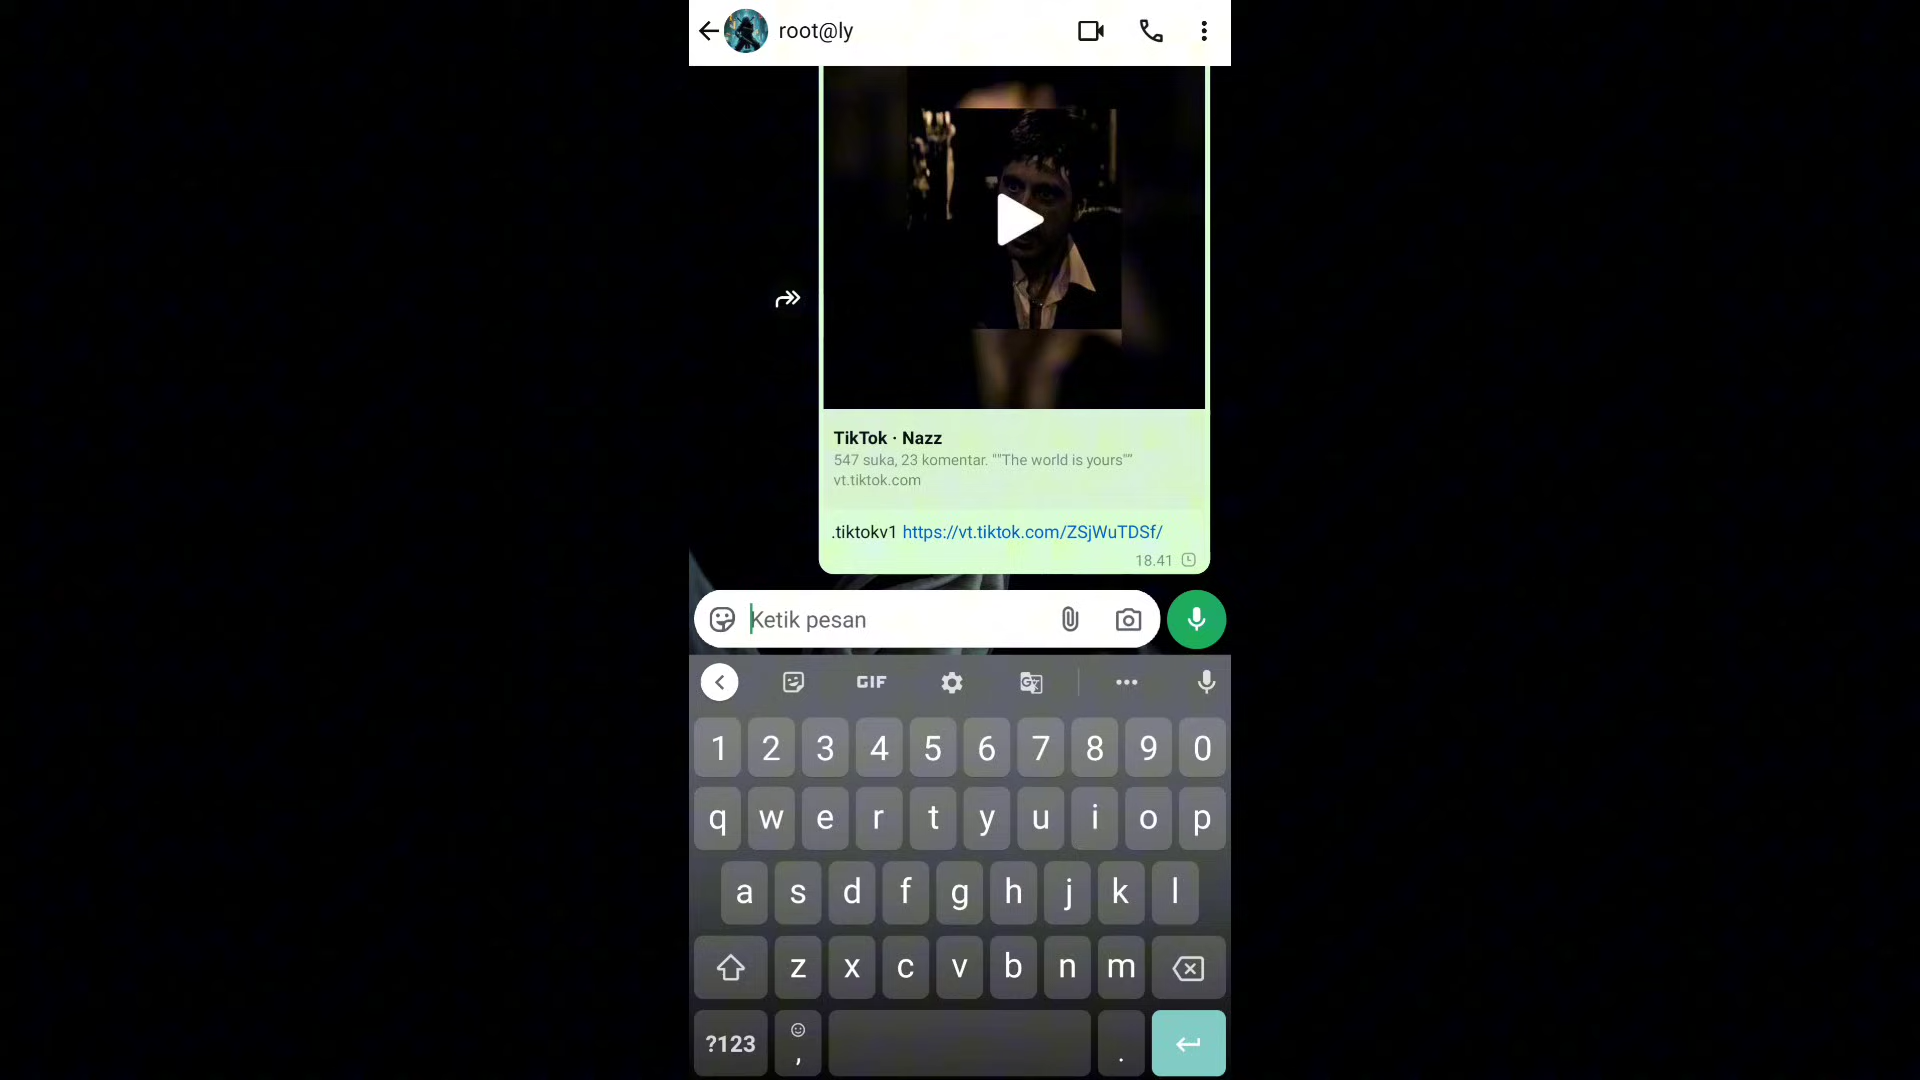 root@ly
TikTok · Nazz
547 suka, 23 komentar. ""The world is yours""
vt.tiktok.com
.tiktokv1 https://vt.tiktok.com/ZSjWuTDSf/
18.41
Ketik pesan
GIF
1 2 3 4 5 6 7 8 9 0
q w e r t y u i o p
a s d f g h j k l
z x c v b n m
?123 , .